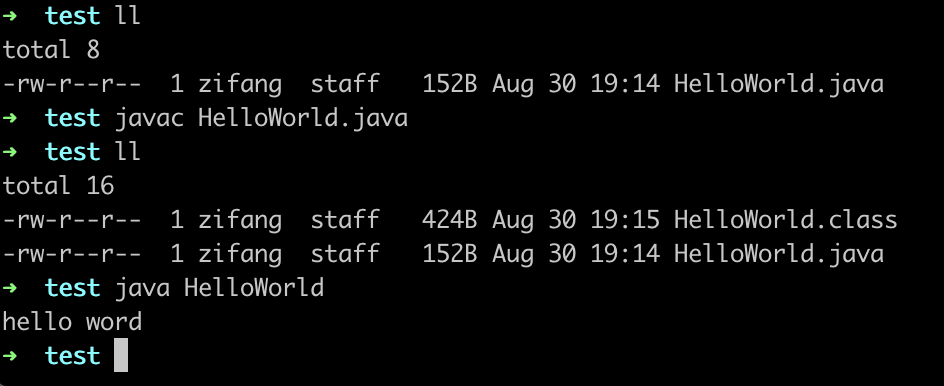 ➜  test ll
total 8
-rw-r--r--  1 zifang  staff   152B Aug 30 19:14 HelloWorld.java
➜  test javac HelloWorld.java
➜  test ll
total 16
-rw-r--r--  1 zifang  staff   424B Aug 30 19:15 HelloWorld.class
-rw-r--r--  1 zifang  staff   152B Aug 30 19:14 HelloWorld.java
➜  test java HelloWorld
hello word
➜  test